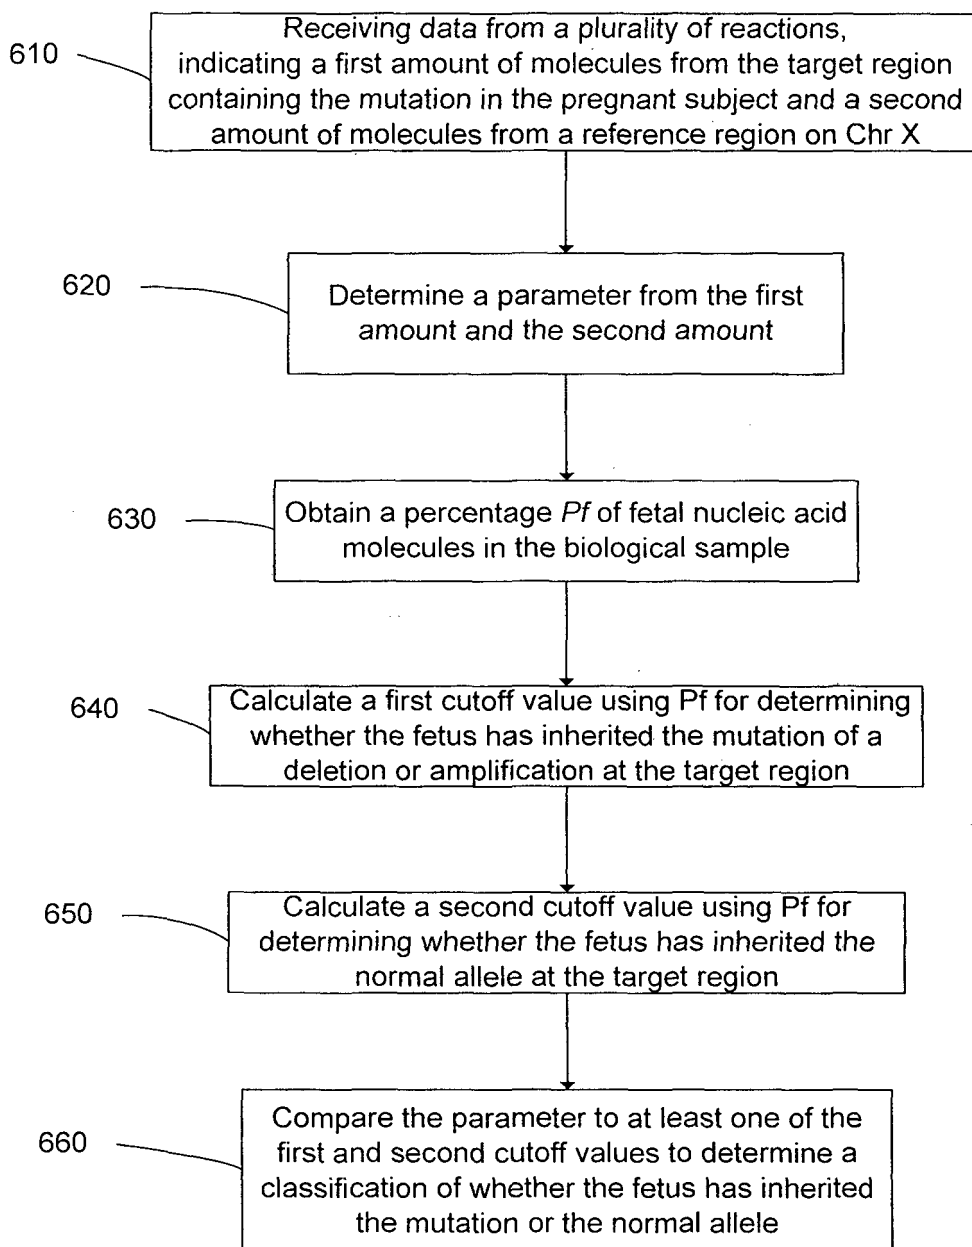 610
Receiving data from a plurality of reactions,
indicating a first amount of molecules from the target region
containing the mutation in the pregnant subject and a second
amount of molecules from a reference region on Chr X
620
Determine a parameter from the first
amount and the second amount
630
Obtain a percentage Pf of fetal nucleic acid
molecules in the biological sample
640
Calculate a first cutoff value using Pf for determining
whether the fetus has inherited the mutation of a
deletion or amplification at the target region
650
Calculate a second cutoff value using Pf for
determining whether the fetus has inherited the
normal allele at the target region
660
Compare the parameter to at least one of the
first and second cutoff values to determine a
classification of whether the fetus has inherited
the mutation or the normal allele